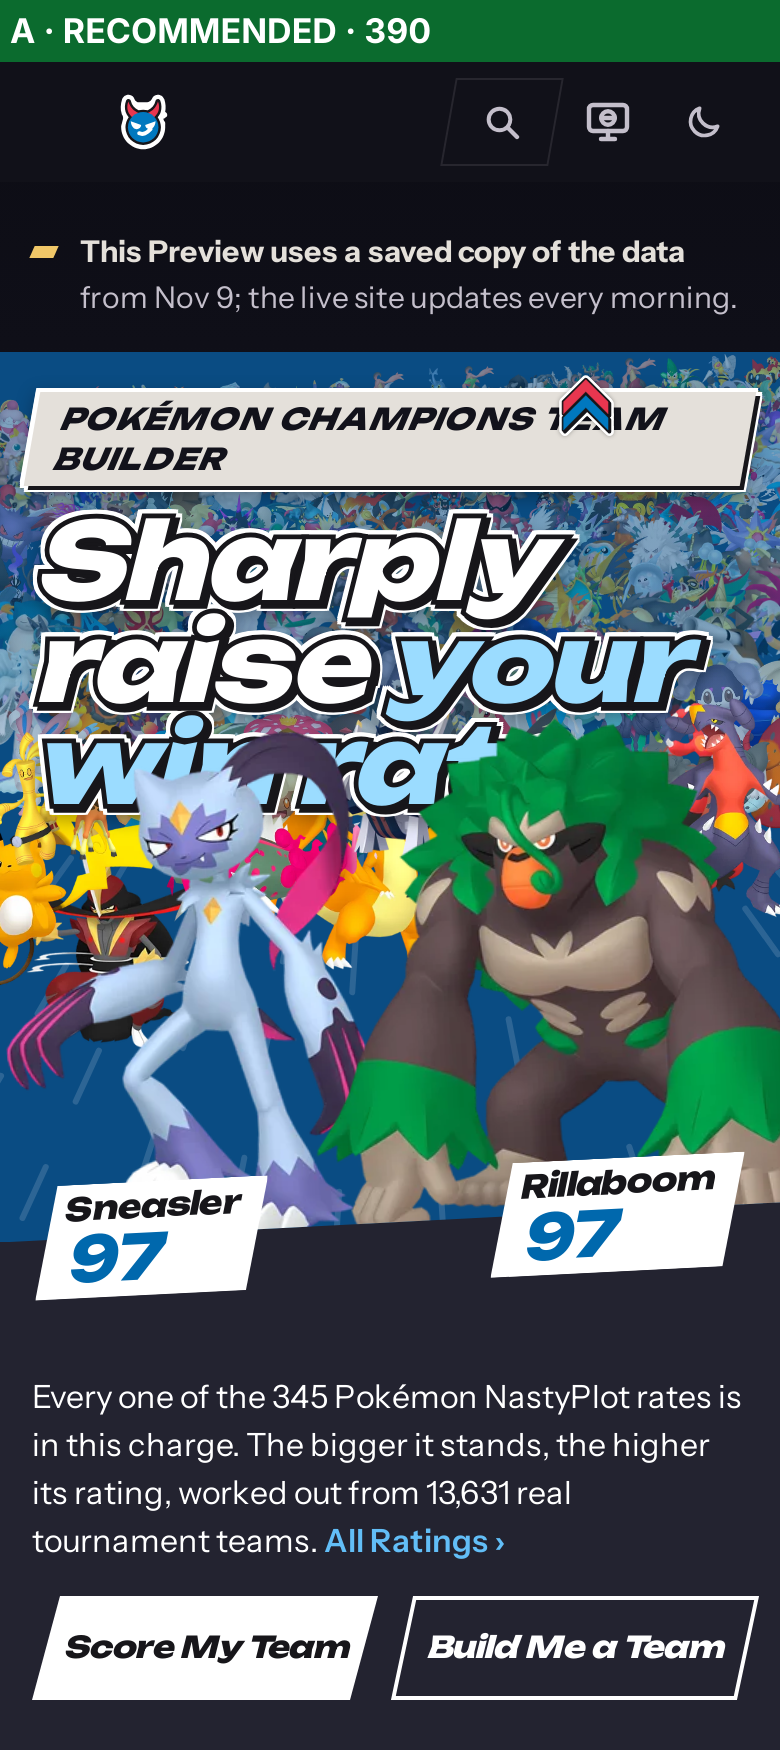 A · RECOMMENDED · 390
This Preview uses a saved copy of the data
from Nov 9; the live site updates every morning.
POKÉMON CHAMPIONS TEAM
BUILDER
Sharply
raise your
win rat
Sneasler
97
Rillaboom
97
Every one of the 345 Pokémon NastyPlot rates is
in this charge. The bigger it stands, the higher
its rating, worked out from 13,631 real
tournament teams. All Ratings ›
Score My Team
Build Me a Team